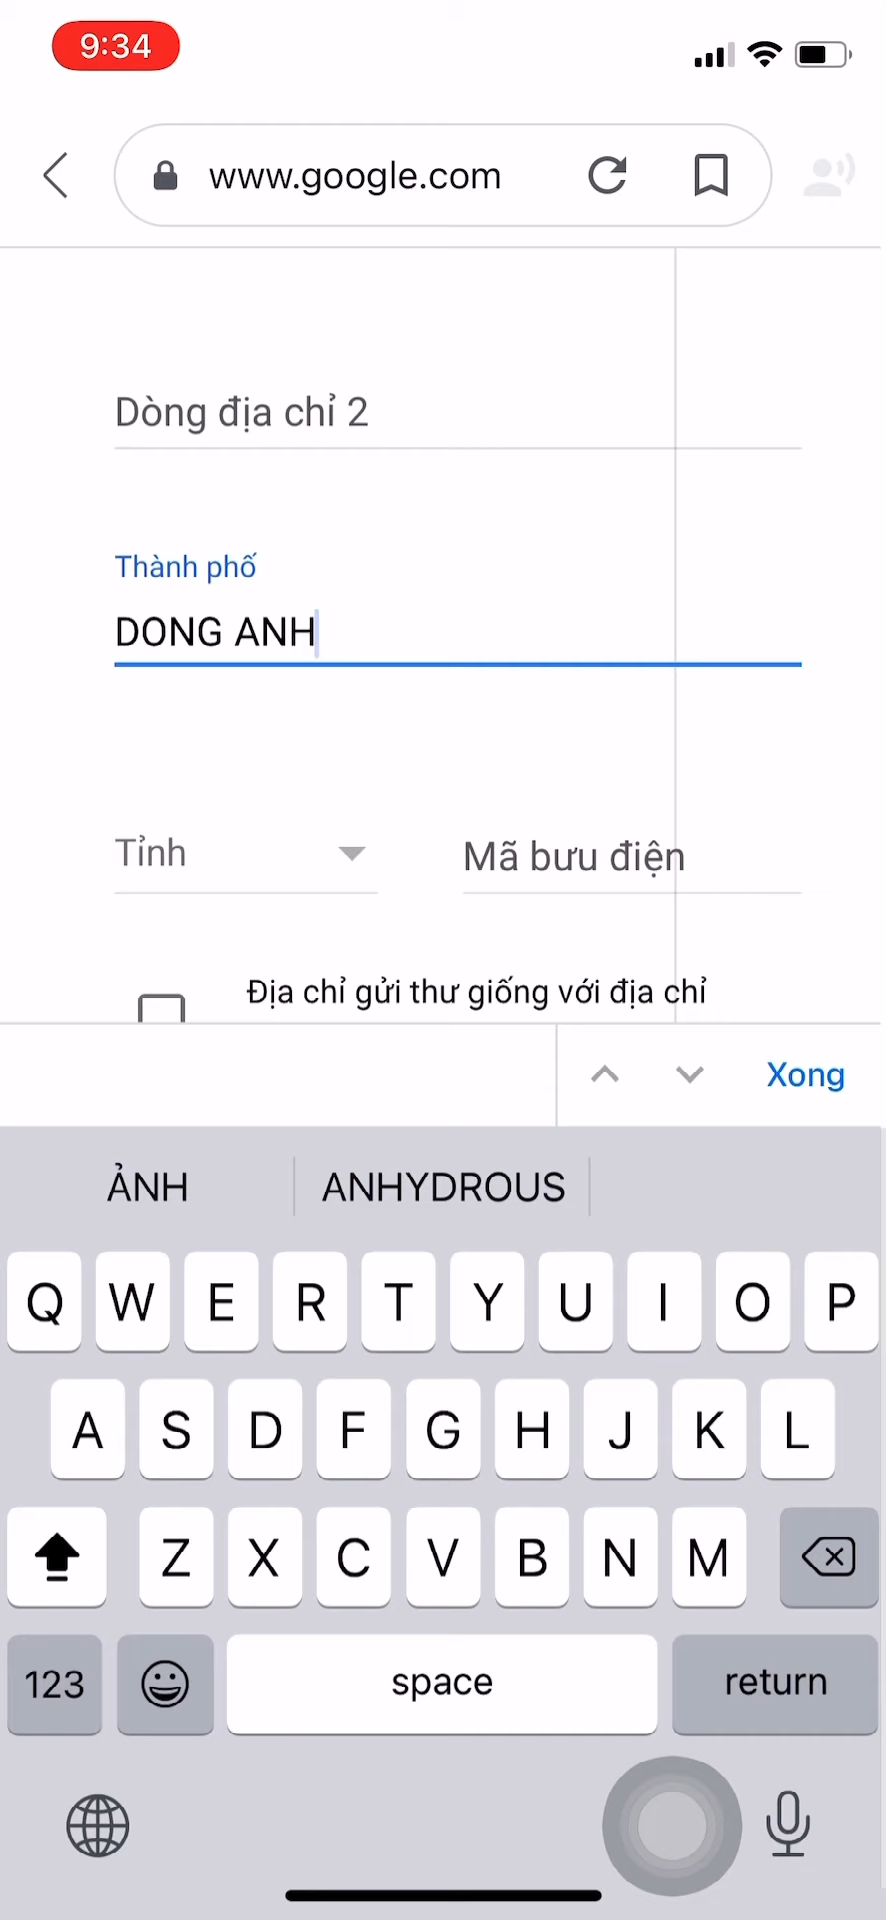 9:34
www.google.com
Dòng địa chỉ 2
Thành phố
DONG ANH
Tỉnh Mã bưu điện
Địa chỉ gửi thư giống với địa chỉ
Xong
ẢNH ANHYDROUS
Q W E R T Y U I O P
A S D F G H J K L
Z X C V B N M
123 space return